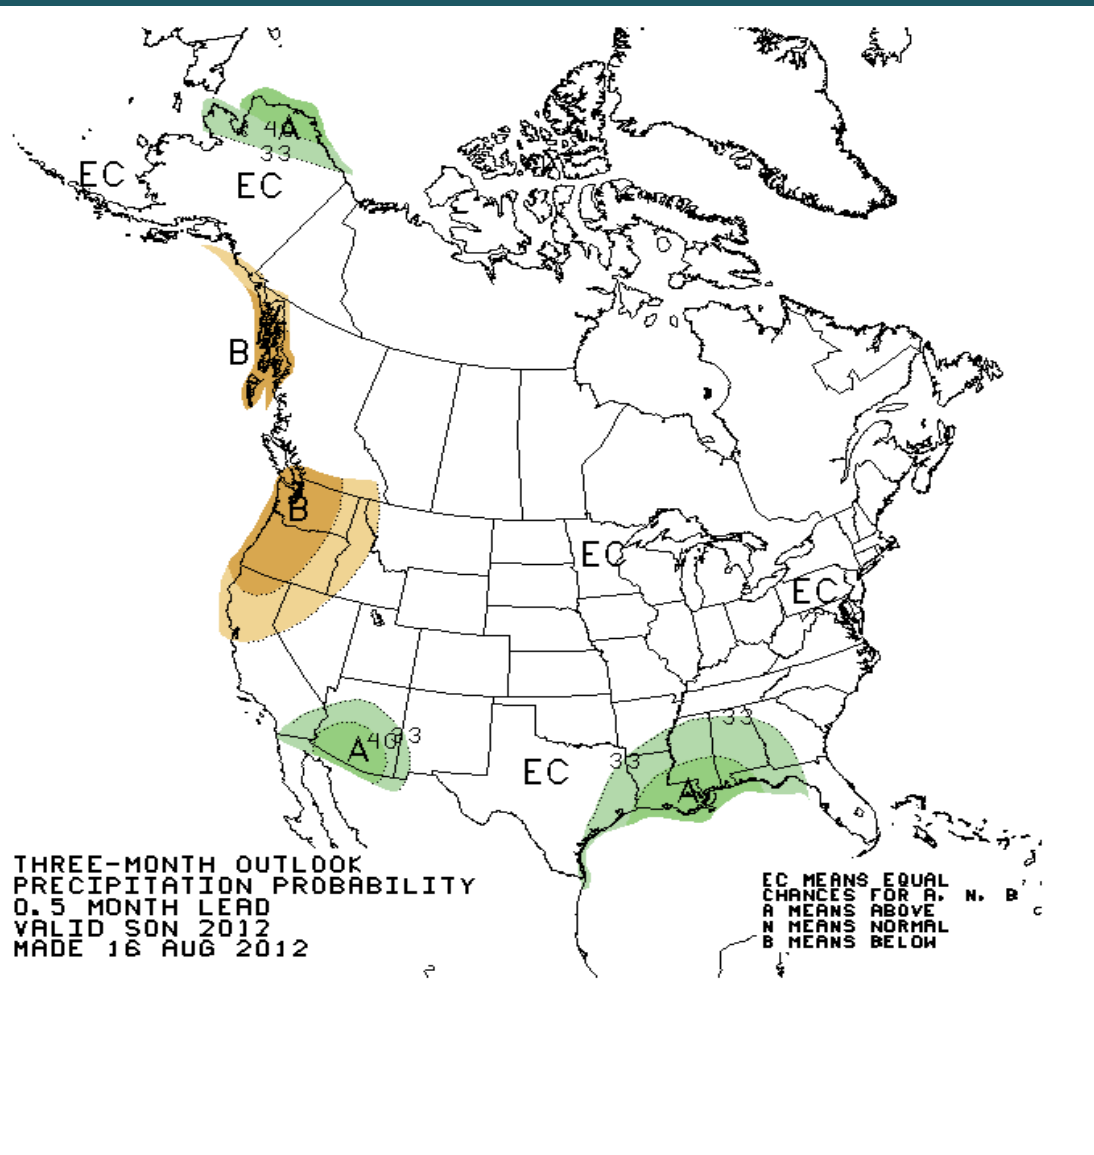 A
40
33
EC
EC
B
B
EC
EC
33
A
40
33
33
EC
A
THREE-MONTH OUTLOOK
PRECIPITATION PROBABILITY
0.5 MONTH LEAD
VALID SON 2012
MADE 16 AUG 2012
EC MEANS EQUAL
CHANCES FOR A, N, B
A MEANS ABOVE
N MEANS NORMAL
B MEANS BELOW